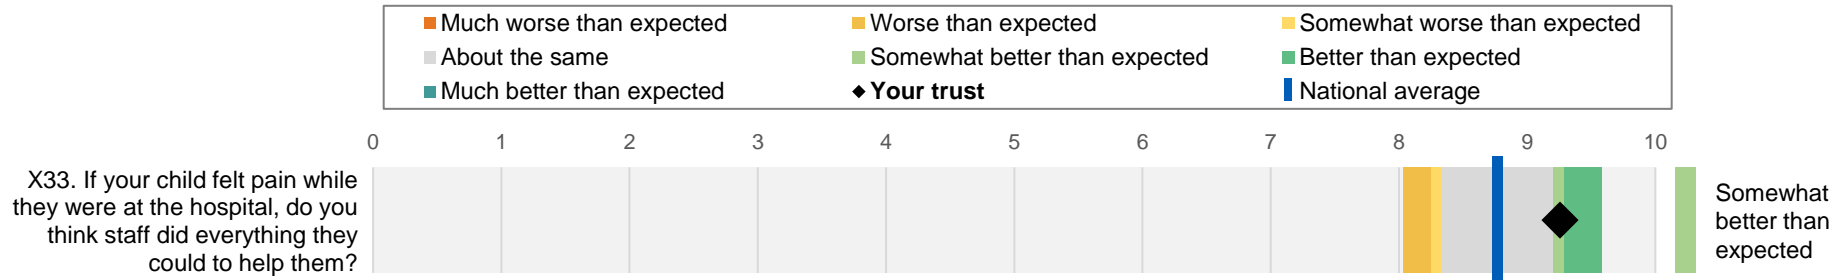 Much worse than expected
Worse than expected
Somewhat worse than expected
About the same
Somewhat better than expected
Better than expected
Much better than expected
Your trust
National average
0 1 2 3 4 5 6 7 8 9 10
X33. If your child felt pain while
they were at the hospital, do you
think staff did everything they
could to help them?
Somewhat
better than
expected